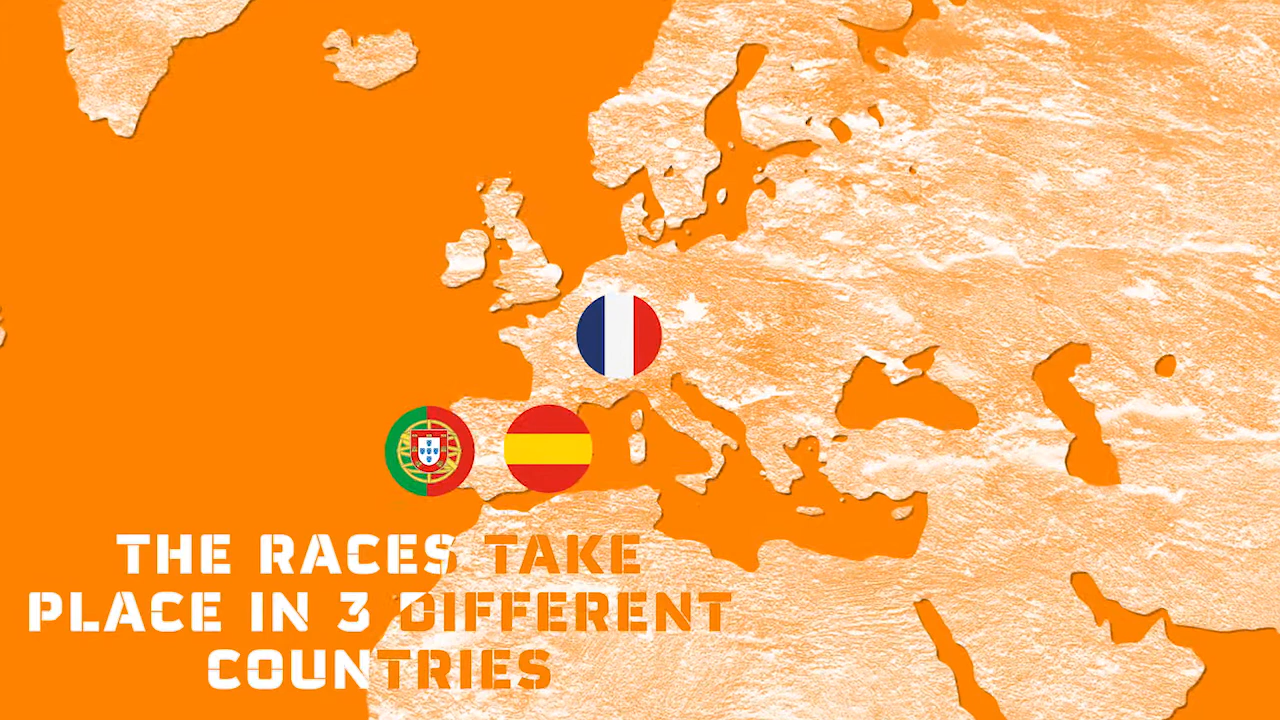 THE RACES TAKE
PLACE IN 3 DIFFERENT
COUNTRIES